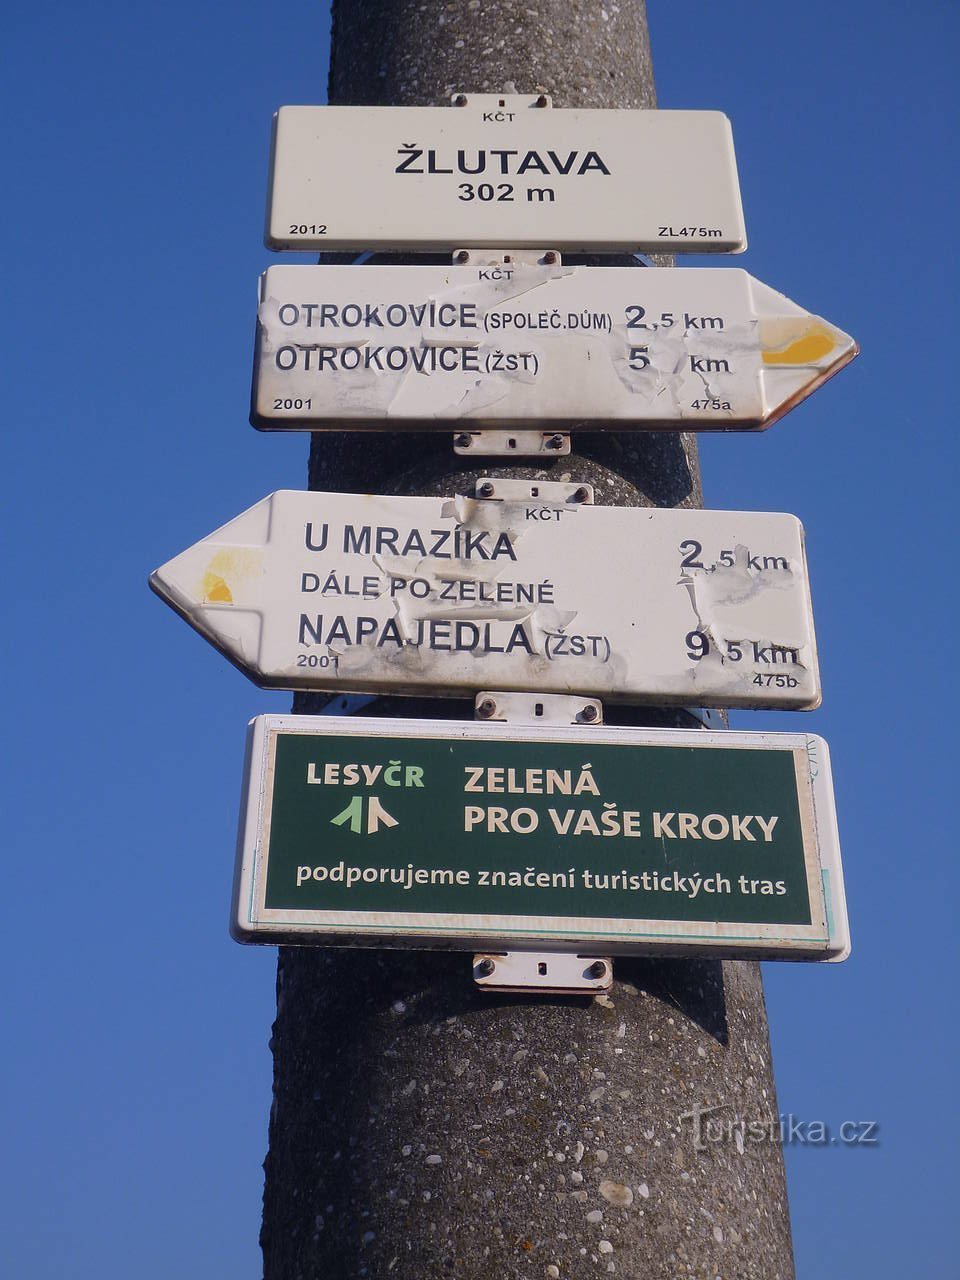 KČT
ŽLUTAVA
302 m
2012 ZL475m
KČT
OTROKOVICE (SPOLEČ.DŮM) 2,5 km
OTROKOVICE (ŽST) 5 km
2001 475a
KČT
U MRAZÍKA 2,5 km
DÁLE PO ZELENÉ
NAPAJEDLA (ŽST) 9,5 km
2001 475b
LESY ČR
ZELENÁ
PRO VAŠE KROKY
podporujeme značení turistických tras
Turistika.cz